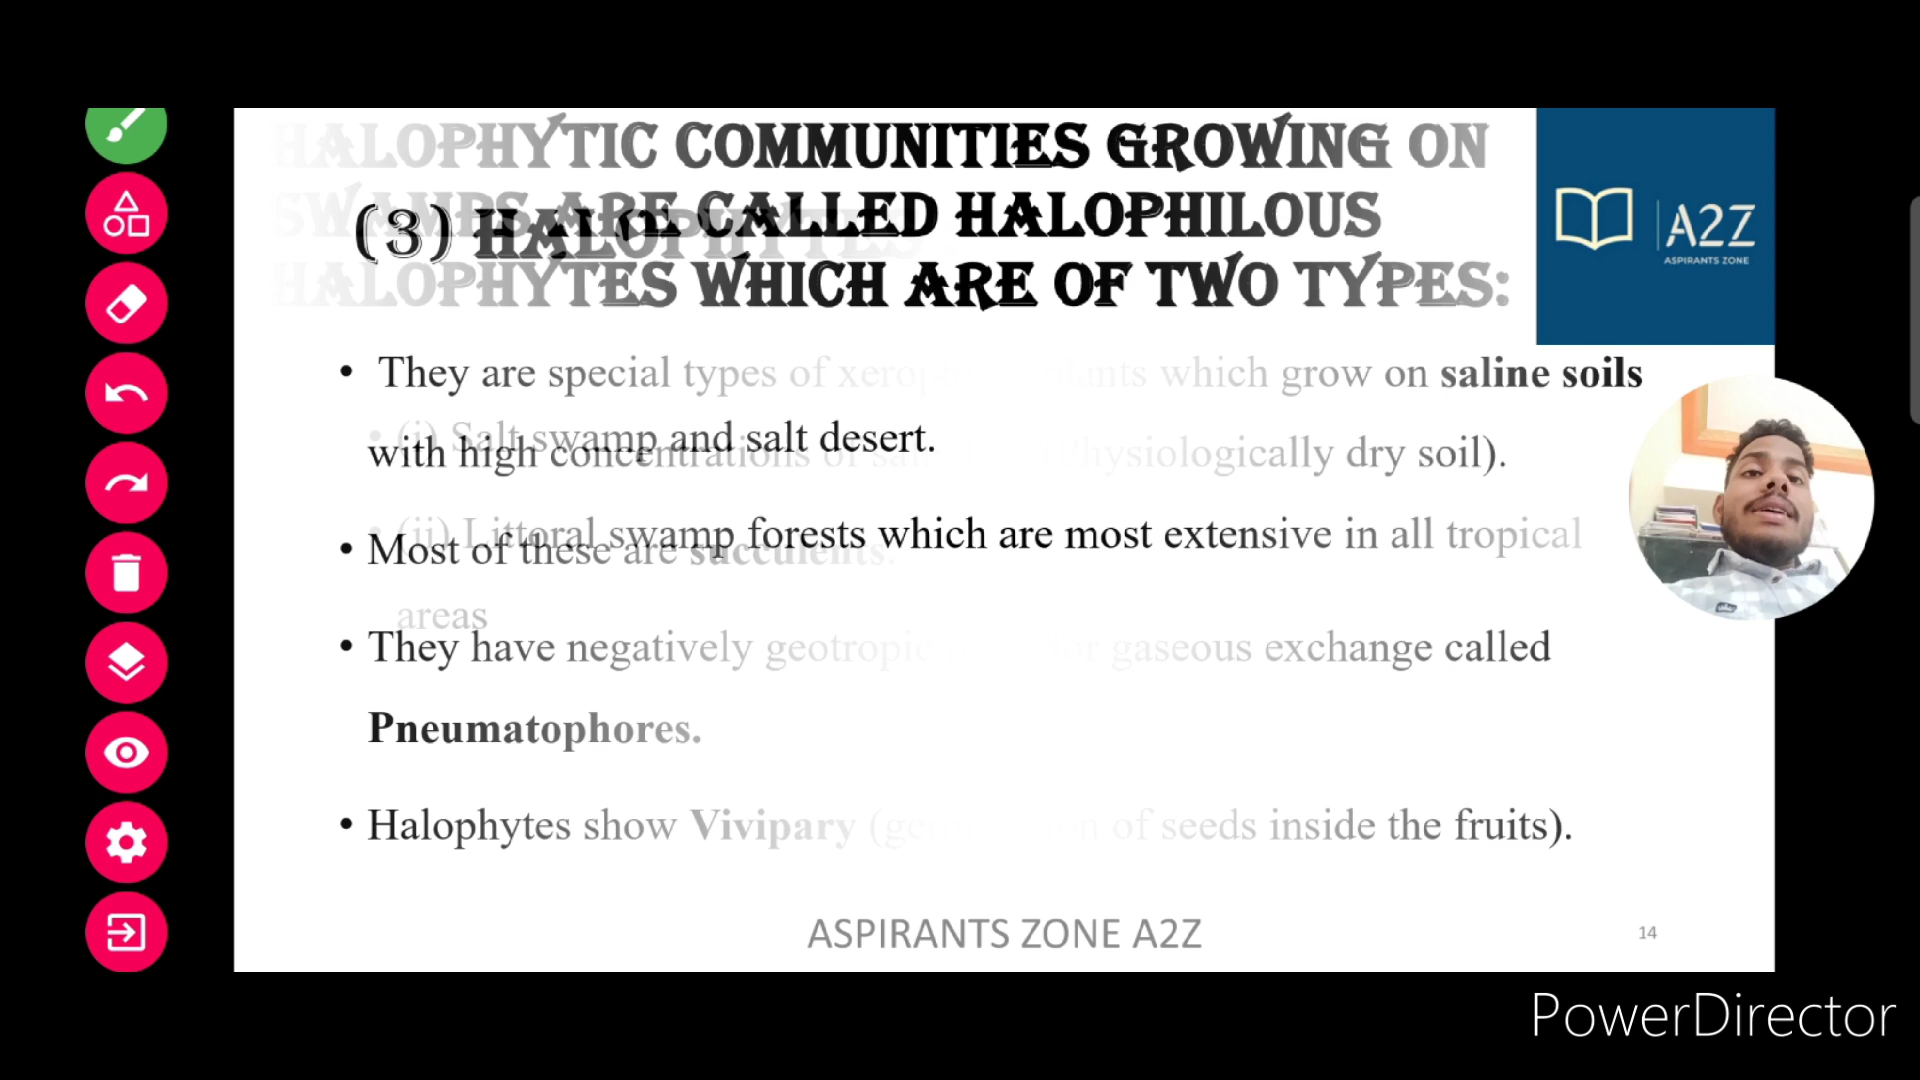 HALOPHYTIC COMMUNITIES GROWING ON
SWAMPS ARE CALLED HALOPHILOUS
(3) HALOPHYTES
HALOPHYTES WHICH ARE OF TWO TYPES:
A2Z
ASPIRANTS ZONE
• They are special types of plants which grow on saline soils
• (i) Salt swamp and salt desert.
with high concentrations of physiologically dry soil).
• (ii) Littoral swamp forests which are most extensive in all tropical
• Most of these are succulents.
areas
• They have negatively geotropic for gaseous exchange called
Pneumatophores.
• Halophytes show Vivipary of seeds inside the fruits).
ASPIRANTS ZONE A2Z
14
PowerDirector